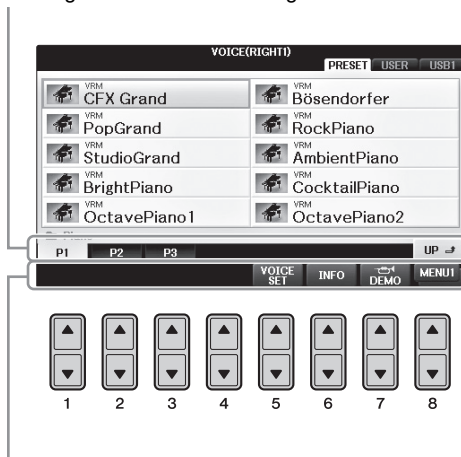 VOICE(RIGHT1)
PRESET USER USB1
VRM
CFX Grand
VRM
Bösendorfer
VRM
PopGrand
VRM
RockPiano
VRM
StudioGrand
VRM
AmbientPiano
VRM
BrightPiano
VRM
CocktailPiano
VRM
OctavePiano1
VRM
OctavePiano2
P1 P2 P3 UP
VOICE SET INFO DEMO MENU1
1 2 3 4 5 6 7 8